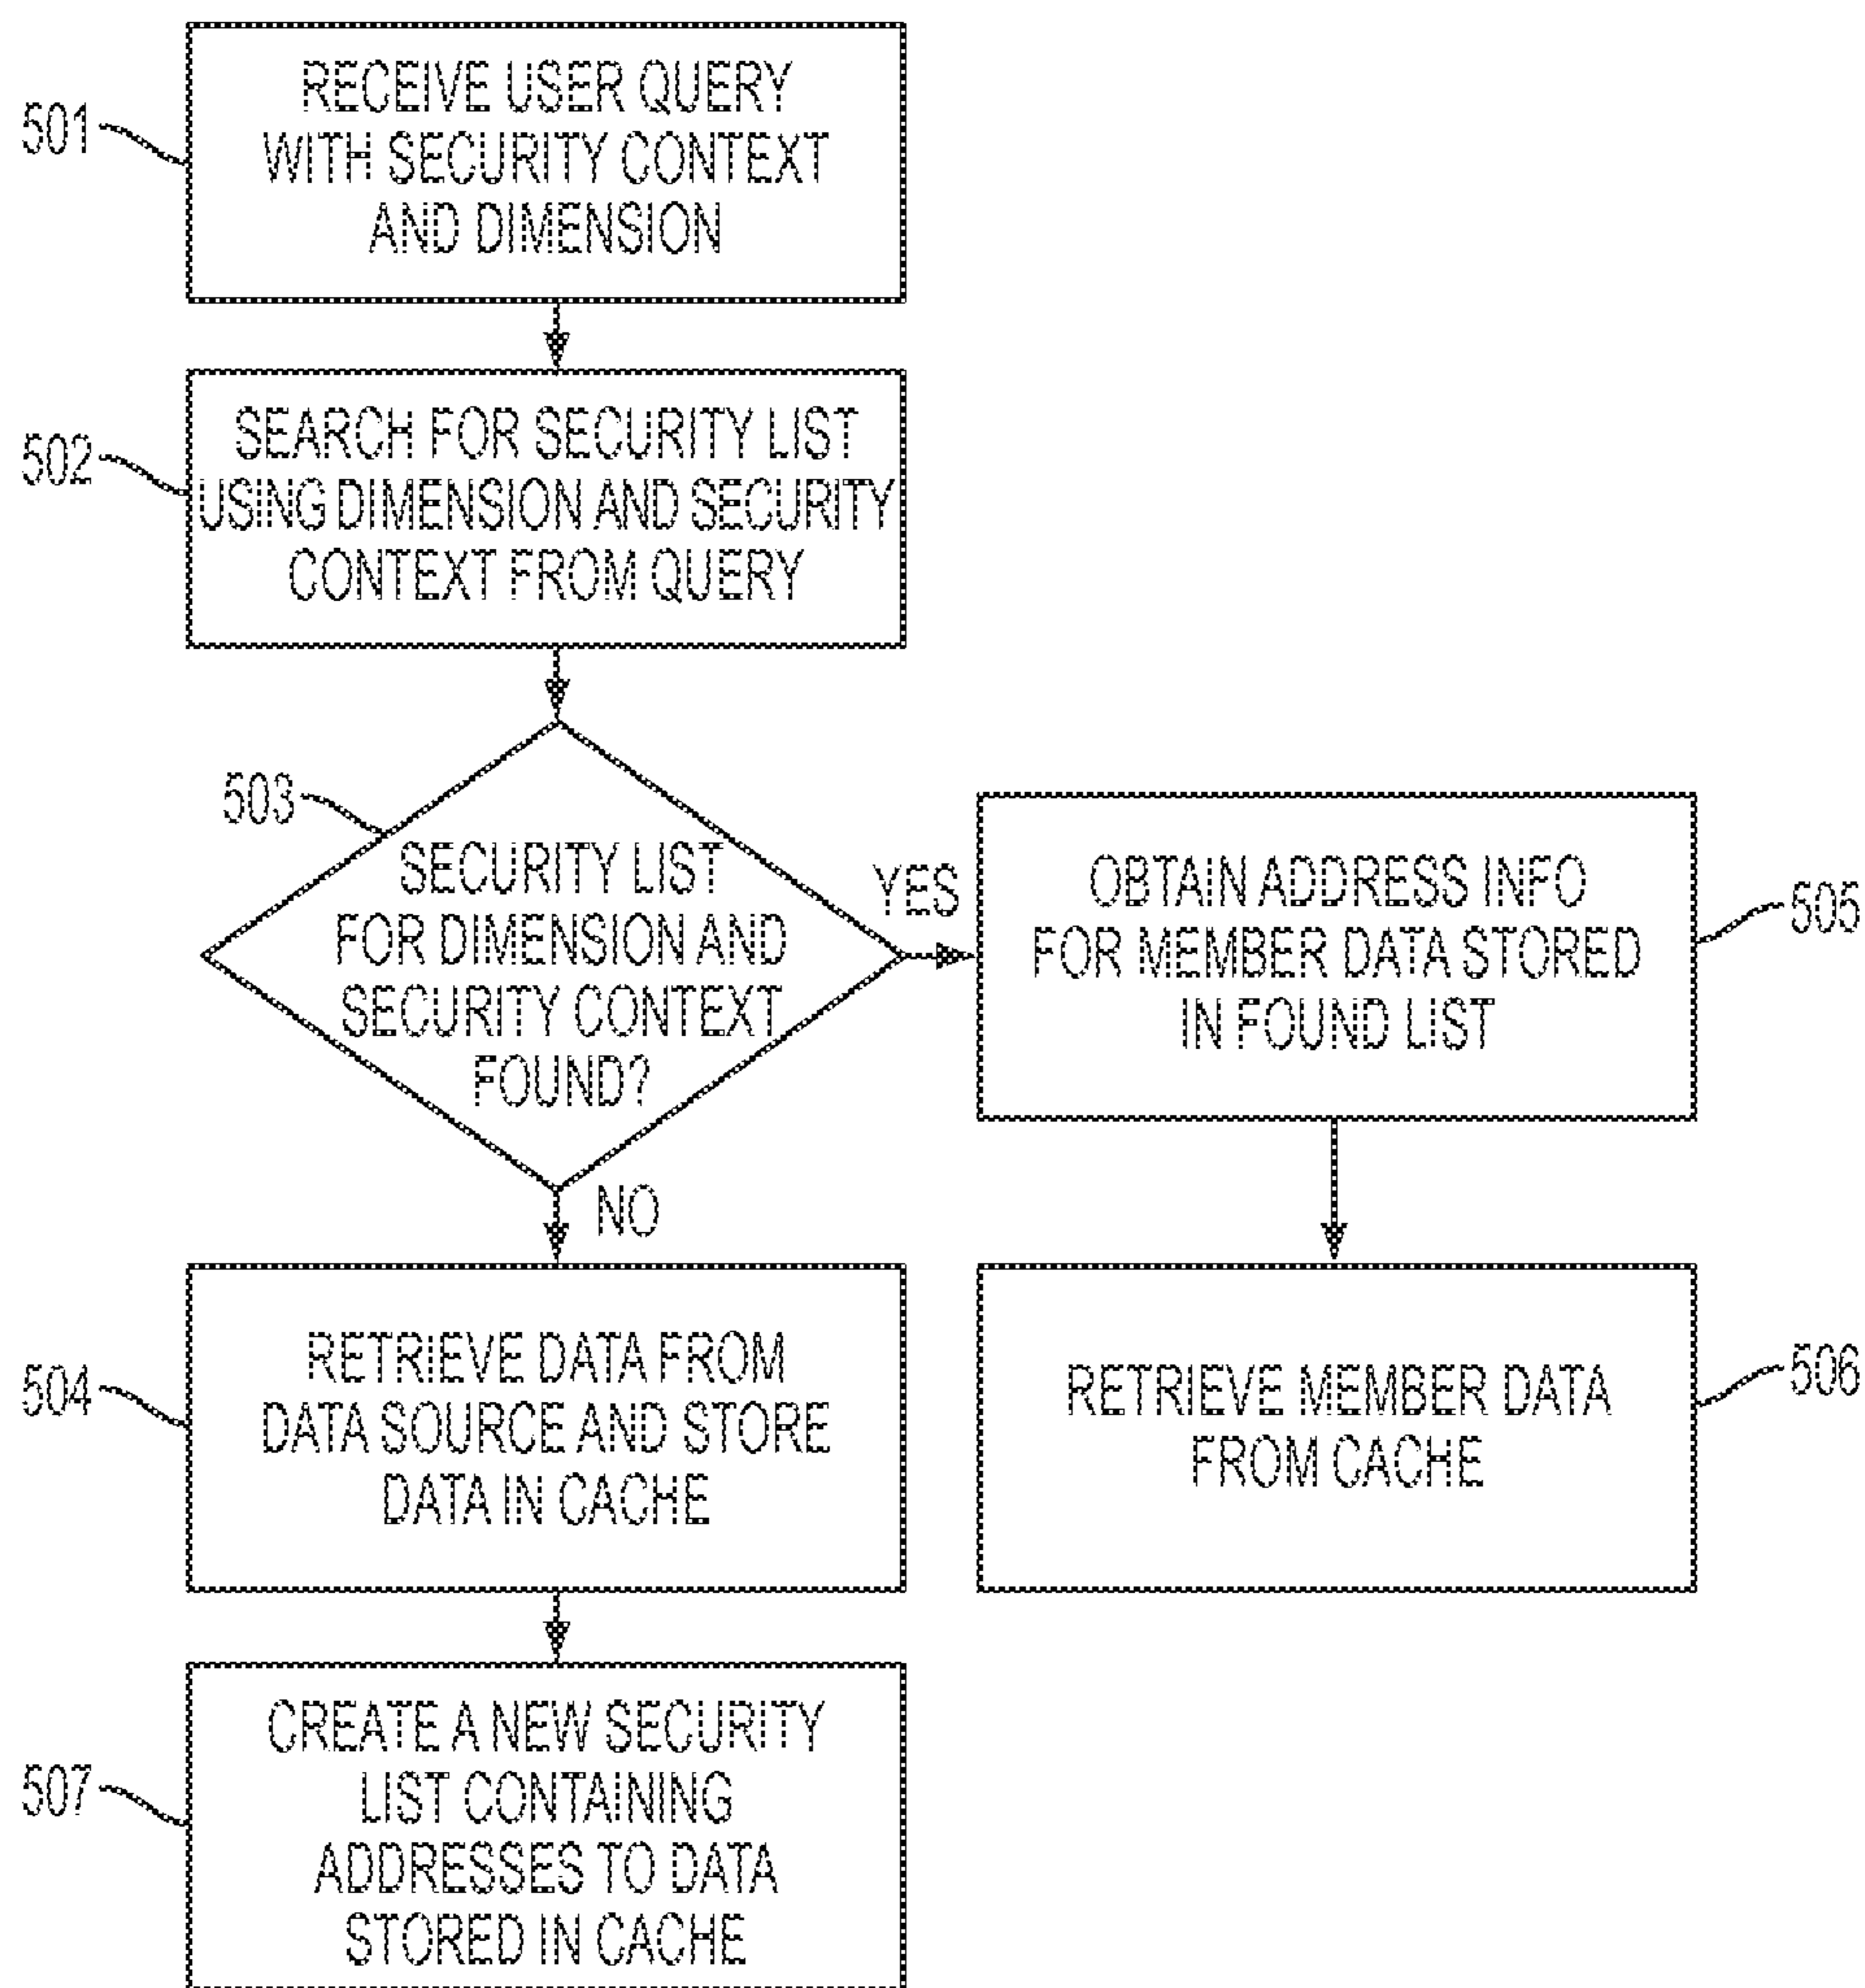 501
RECEIVE USER QUERY
WITH SECURITY CONTEXT
AND DIMENSION
502
SEARCH FOR SECURITY LIST
USING DIMENSION AND SECURITY
CONTEXT FROM QUERY
503
SECURITY LIST
FOR DIMENSION AND
SECURITY CONTEXT
FOUND?
YES
OBTAIN ADDRESS INFO
FOR MEMBER DATA STORED
IN FOUND LIST
505
NO
504
RETRIEVE DATA FROM
DATA SOURCE AND STORE
DATA IN CACHE
RETRIEVE MEMBER DATA
FROM CACHE
506
507
CREATE A NEW SECURITY
LIST CONTAINING
ADDRESSES TO DATA
STORED IN CACHE